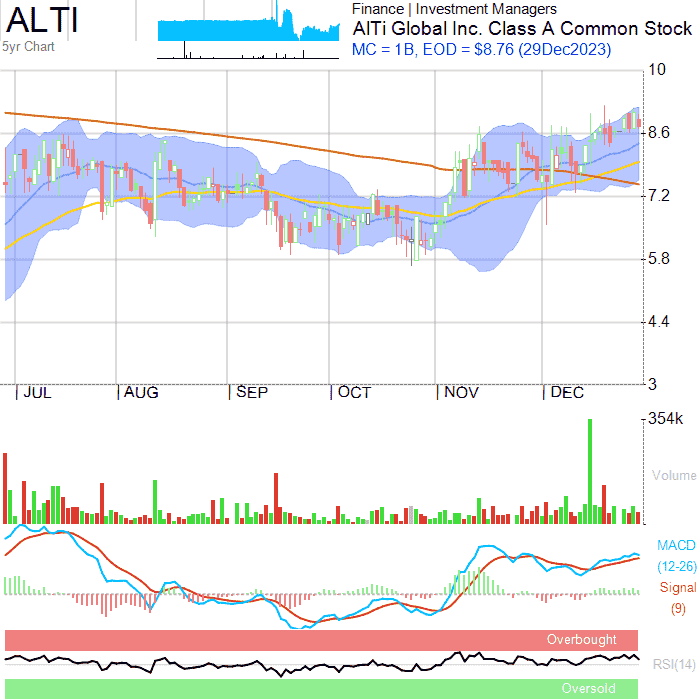 ALTI
5yr Chart
Finance | Investment Managers
AlTi Global Inc. Class A Common Stock
MC = 1B, EOD = $8.76 (29Dec2023)
10
8.6
7.2
5.8
4.4
3
JUL AUG SEP OCT NOV DEC
354k
Volume
MACD
(12-26)
Signal
(9)
Overbought
RSI(14)
Oversold